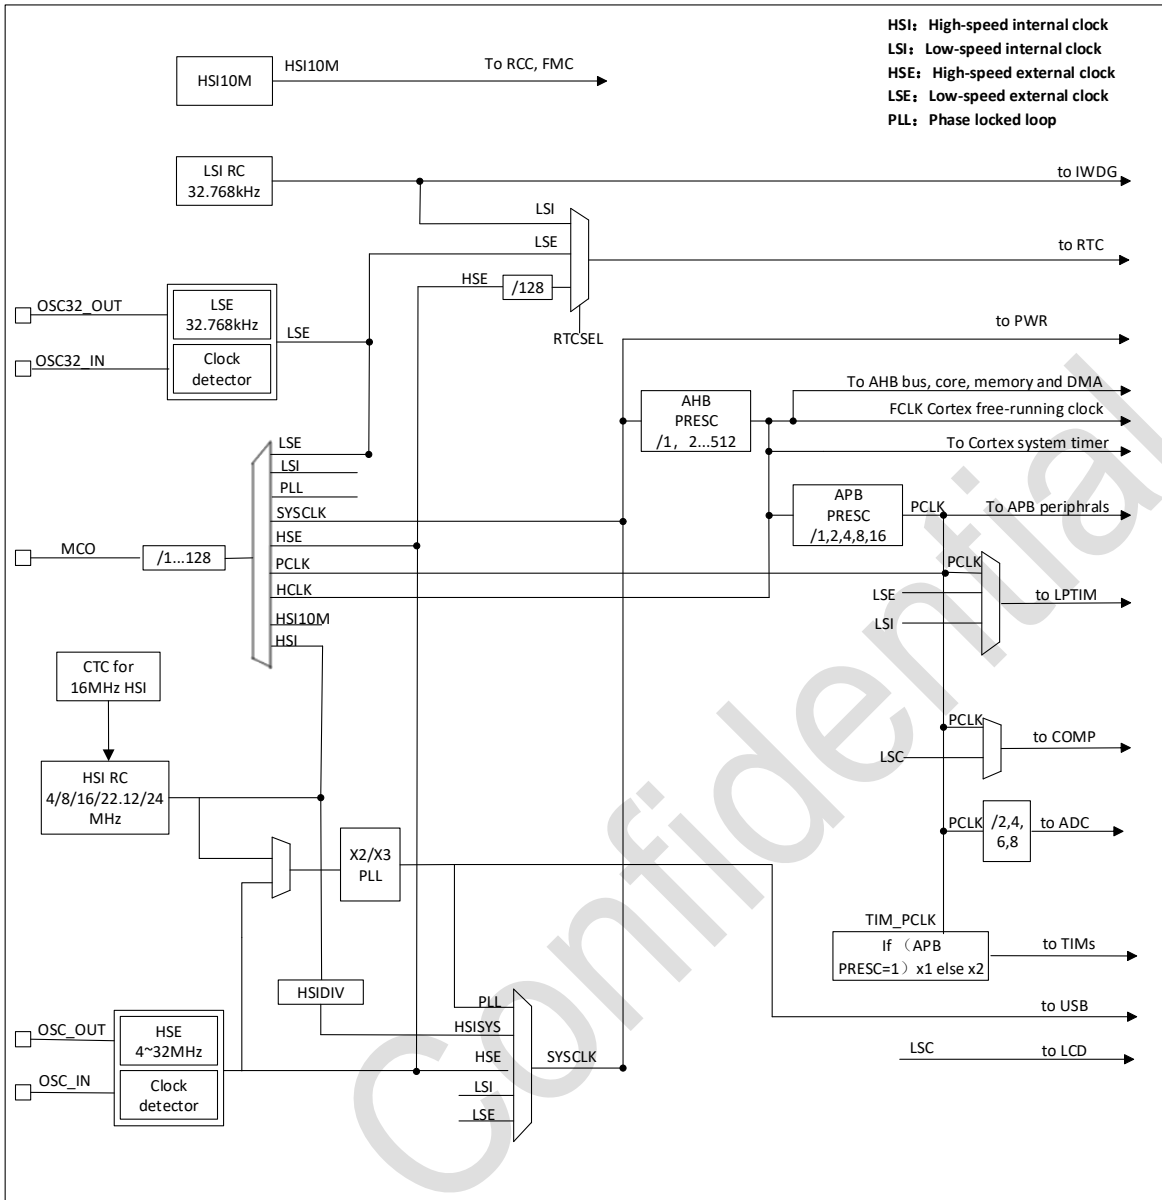 HSI：High-speed internal clock
LSI：Low-speed internal clock
HSE：High-speed external clock
LSE：Low-speed external clock
PLL：Phase locked loop
HSI10M
HSI10M
To RCC, FMC
LSI RC
32.768kHz
to IWDG
LSI
LSE
HSE
/128
to RTC
RTCSEL
OSC32_OUT
OSC32_IN
LSE
32.768kHz
Clock
detector
LSE
to PWR
AHB
PRESC
/1，2...512
To AHB bus, core, memory and DMA
FCLK Cortex free-running clock
To Cortex system timer
APB
PRESC
/1,2,4,8,16
PCLK
To APB periphrals
MCO
/1...128
LSE
LSI
PLL
SYSCLK
HSE
PCLK
HCLK
HSI10M
HSI
PCLK
LSE
LSI
to LPTIM
CTC for
16MHz HSI
HSI RC
4/8/16/22.12/24
MHz
PCLK
LSC
to COMP
X2/X3
PLL
PCLK
/2,4,
6,8
to ADC
TIM_PCLK
If （APB
PRESC=1）x1 else x2
to TIMs
HSIDIV
to USB
LSC
to LCD
OSC_OUT
OSC_IN
HSE
4~32MHz
Clock
detector
PLL
HSISYS
HSE
LSI
LSE
SYSCLK
Confidential